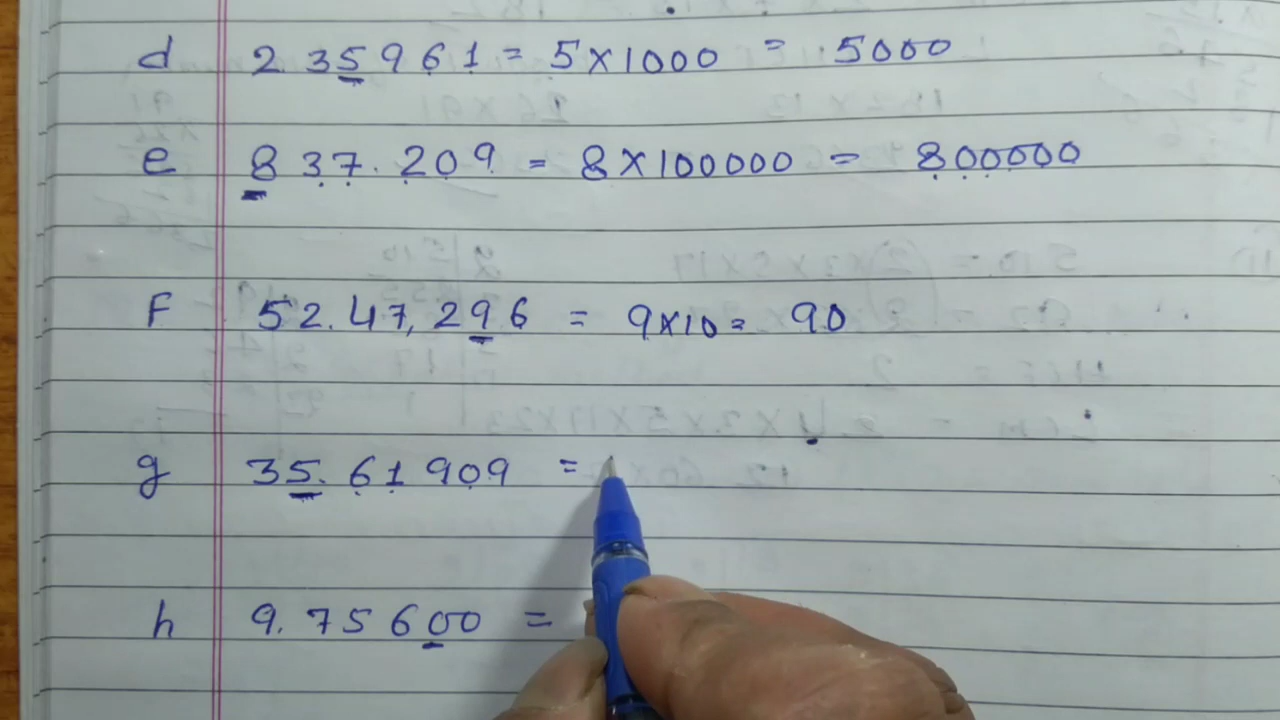 d 2 35961 = 5×1000 = 5000
e 837.209 = 8×100000 = 800000
F 52.47,296 = 9×10= 90
g 35.61909 =
h 9.75600 =